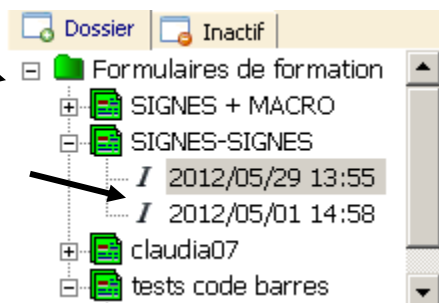 Dossier Inactif
Formulaires de formation
SIGNES + MACRO
SIGNES-SIGNES
I 2012/05/29 13:55
I 2012/05/01 14:58
claudia07
tests code barres